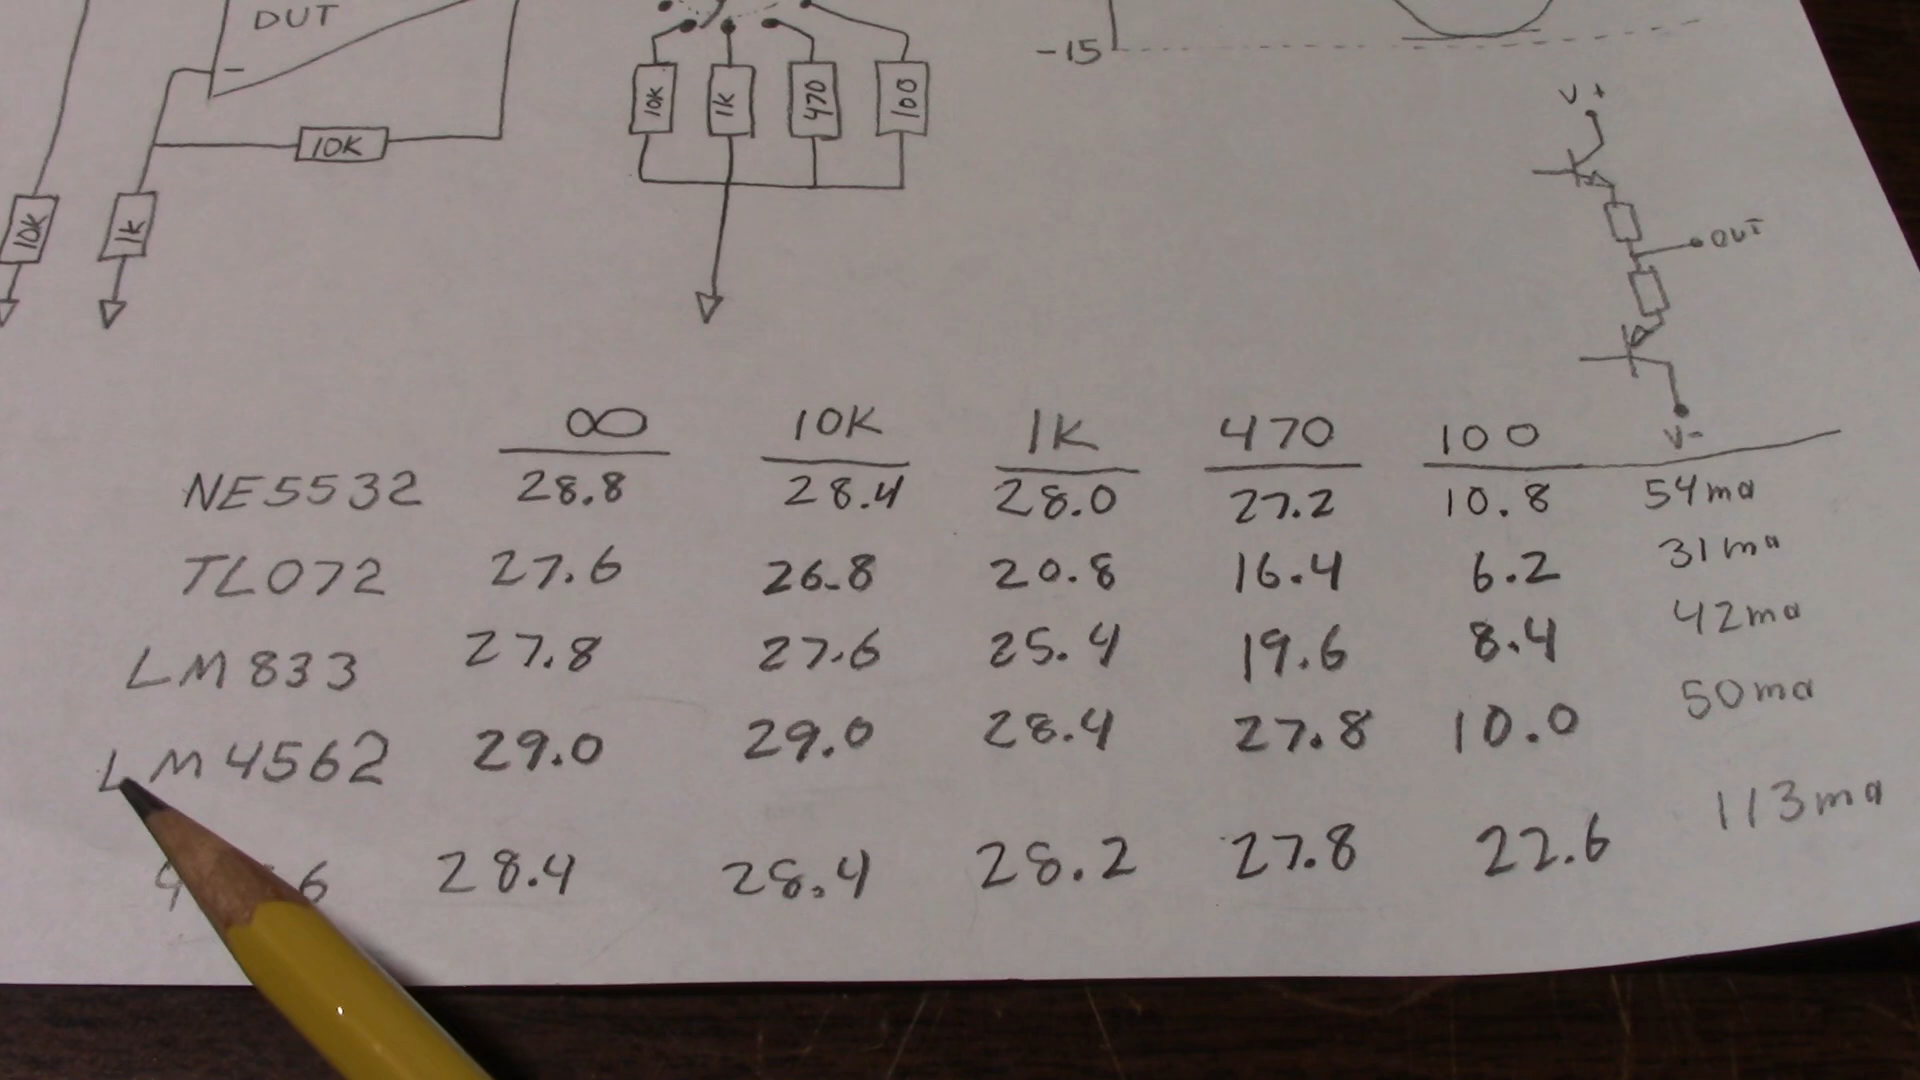 DUT
-
10K
10K
1K
10K
1K
470
100
-15
V+
OUT
V-
∞ 10K 1K 470 100
NE5532 28.8 28.4 28.0 27.2 10.8 54ma
TL072 27.6 26.8 20.8 16.4 6.2 31ma
LM833 27.8 27.6 25.4 19.6 8.4 42ma
LM4562 29.0 29.0 28.4 27.8 10.0 50ma
28.4 28.4 28.2 27.8 22.6 113ma